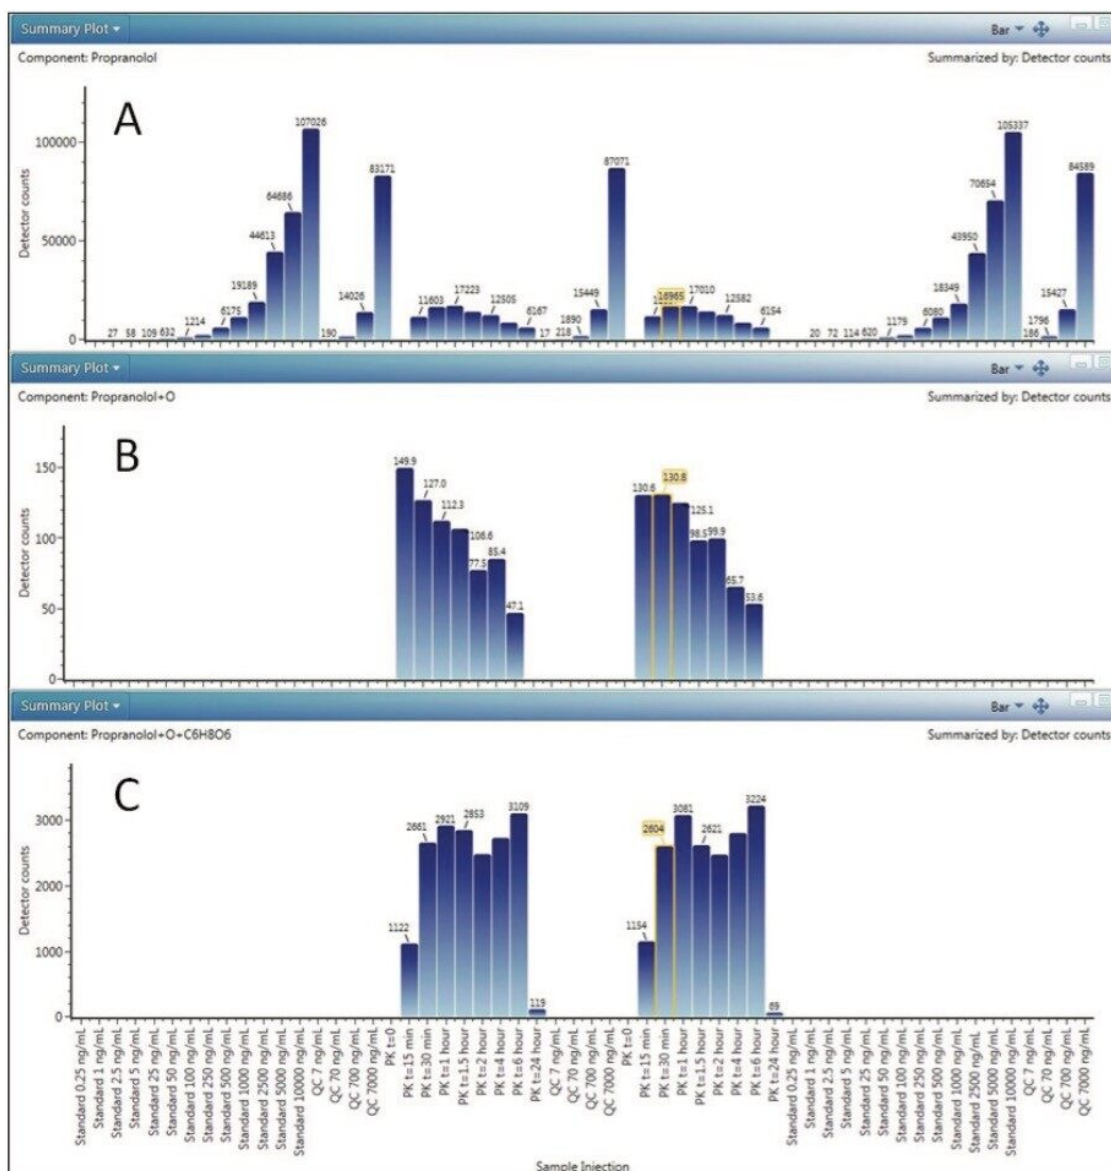 Summary Plot
Bar
Component: Propranolol
Summarized by: Detector counts
A
Detector counts
100000
50000
0
27
58
109
632
1214
6175
19189
44613
64686
107026
190
14026
83171
11603
17223
12505
6167
17
218
1890
15449
87071
16965
17010
12582
6154
20
72
114
620
1179
6080
18349
43950
70654
105337
186
1796
15427
84589
Summary Plot
Bar
Component: Propranolol+O
Summarized by: Detector counts
B
Detector counts
150
100
50
0
149.9
127.0
112.3
106.6
77.5
85.4
47.1
130.6
130.8
125.1
98.5
99.9
65.7
53.6
Summary Plot
Bar
Component: Propranolol+O+C6H8O6
Summarized by: Detector counts
C
Detector counts
3000
2000
1000
0
1122
2661
2921
2853
3109
119
1154
2604
3081
2621
3224
69
Standard 0.25 ng/mL
Standard 1 ng/mL
Standard 2.5 ng/mL
Standard 5 ng/mL
Standard 25 ng/mL
Standard 50 ng/mL
Standard 100 ng/mL
Standard 250 ng/mL
Standard 500 ng/mL
Standard 1000 ng/mL
Standard 2500 ng/mL
Standard 5000 ng/mL
Standard 10000 ng/mL
QC 7 ng/mL
QC 70 ng/mL
QC 700 ng/mL
QC 7000 ng/mL
PK t=0
PK t=15 min
PK t=30 min
PK t=1 hour
PK t=1.5 hour
PK t=2 hour
PK t=4 hour
PK t=6 hour
PK t=24 hour
QC 7 ng/mL
QC 70 ng/mL
QC 700 ng/mL
QC 7000 ng/mL
PK t=0
PK t=15 min
PK t=30 min
PK t=1 hour
PK t=1.5 hour
PK t=2 hour
PK t=4 hour
PK t=6 hour
PK t=24 hour
Standard 0.25 ng/mL
Standard 1 ng/mL
Standard 2.5 ng/mL
Standard 5 ng/mL
Standard 25 ng/mL
Standard 50 ng/mL
Standard 100 ng/mL
Standard 250 ng/mL
Standard 500 ng/mL
Standard 1000 ng/mL
Standard 2500 ng/mL
Standard 5000 ng/mL
Standard 10000 ng/mL
QC 7 ng/mL
QC 70 ng/mL
QC 700 ng/mL
QC 7000 ng/mL
Sample Injection